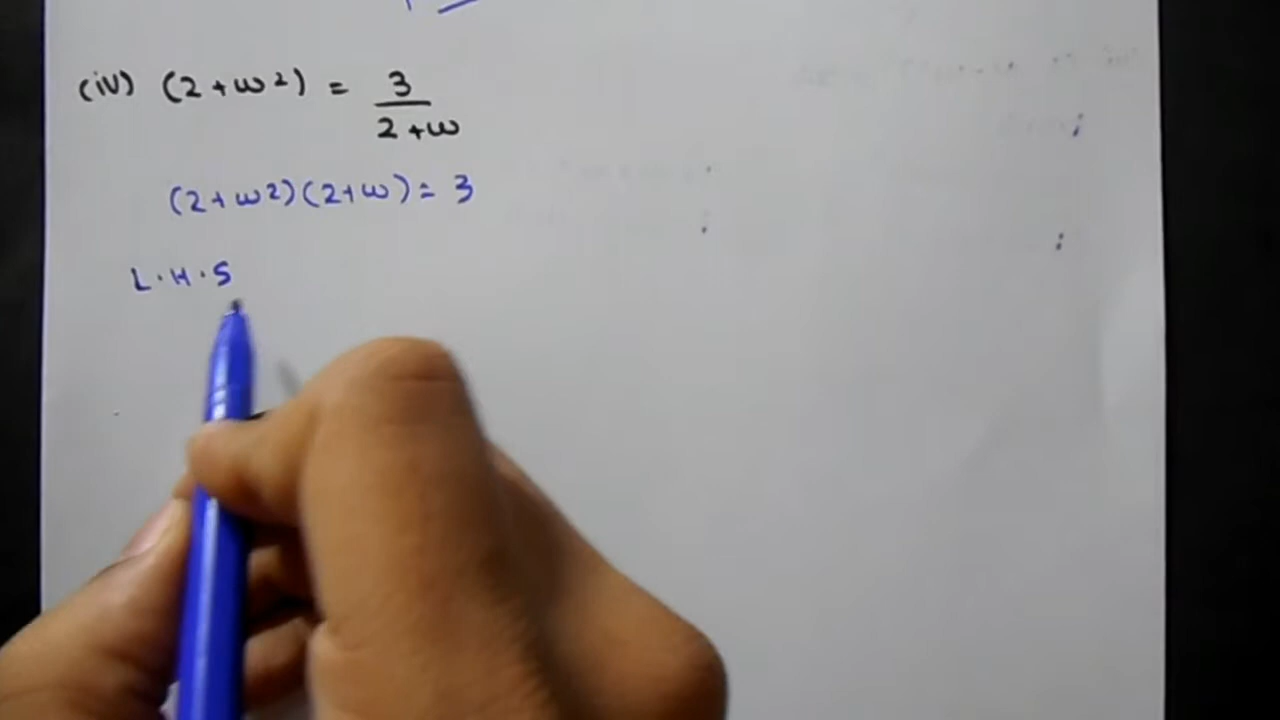 (iv) (2+ω²) = 3/(2+ω)
(2+ω²)(2+ω) = 3
L.H.S